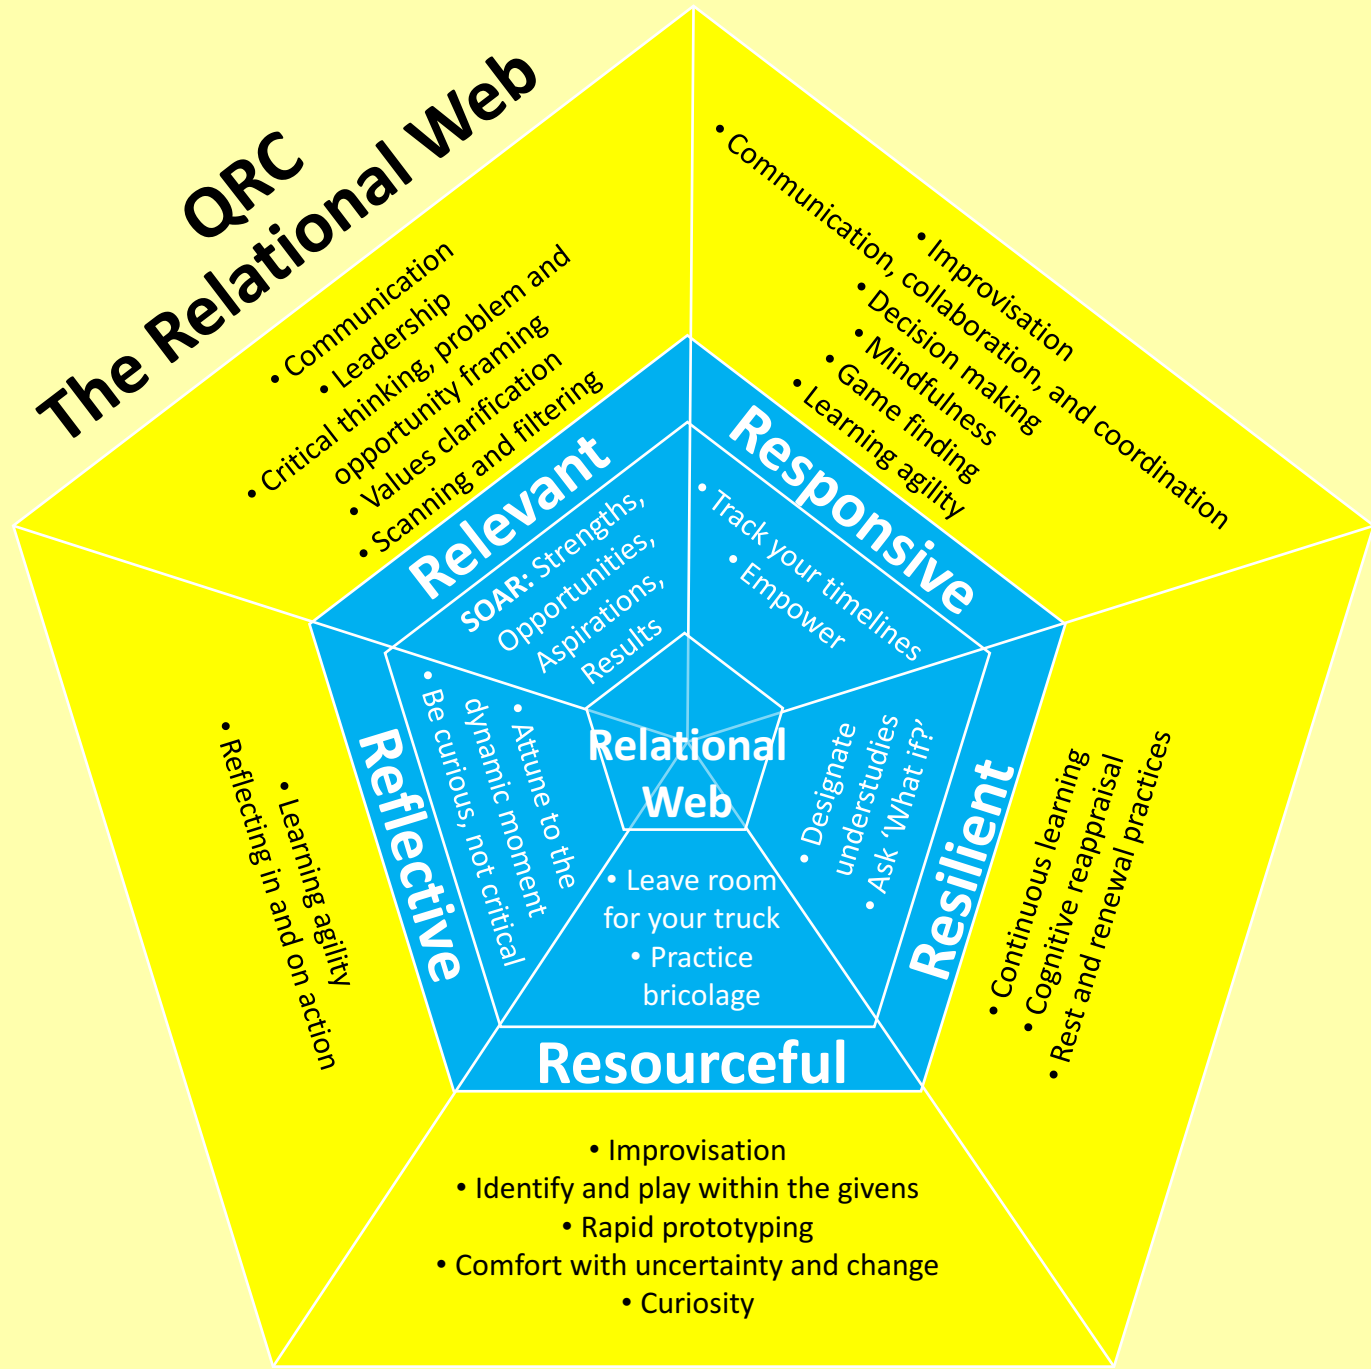 QRC
The Relational Web
• Communication
• Leadership
• Critical thinking, problem and
opportunity framing
• Values clarification
• Scanning and filtering
Relevant
SOAR: Strengths,
Opportunities,
Aspirations,
Results
• Improvisation
• Communication, collaboration, and coordination
• Decision making
• Mindfulness
• Game finding
• Learning agility
Responsive
• Track your timelines
• Empower
• Continuous learning
• Cognitive reappraisal
• Rest and renewal practices
Resilient
• Designate
understudies
• Ask ‘What if?’
• Leave room
for your truck
• Practice
bricolage
Resourceful
• Improvisation
• Identify and play within the givens
• Rapid prototyping
• Comfort with uncertainty and change
• Curiosity
• Learning agility
• Reflecting in and on action
Reflective
• Attune to the
dynamic moment
• Be curious, not critical
Relational
Web